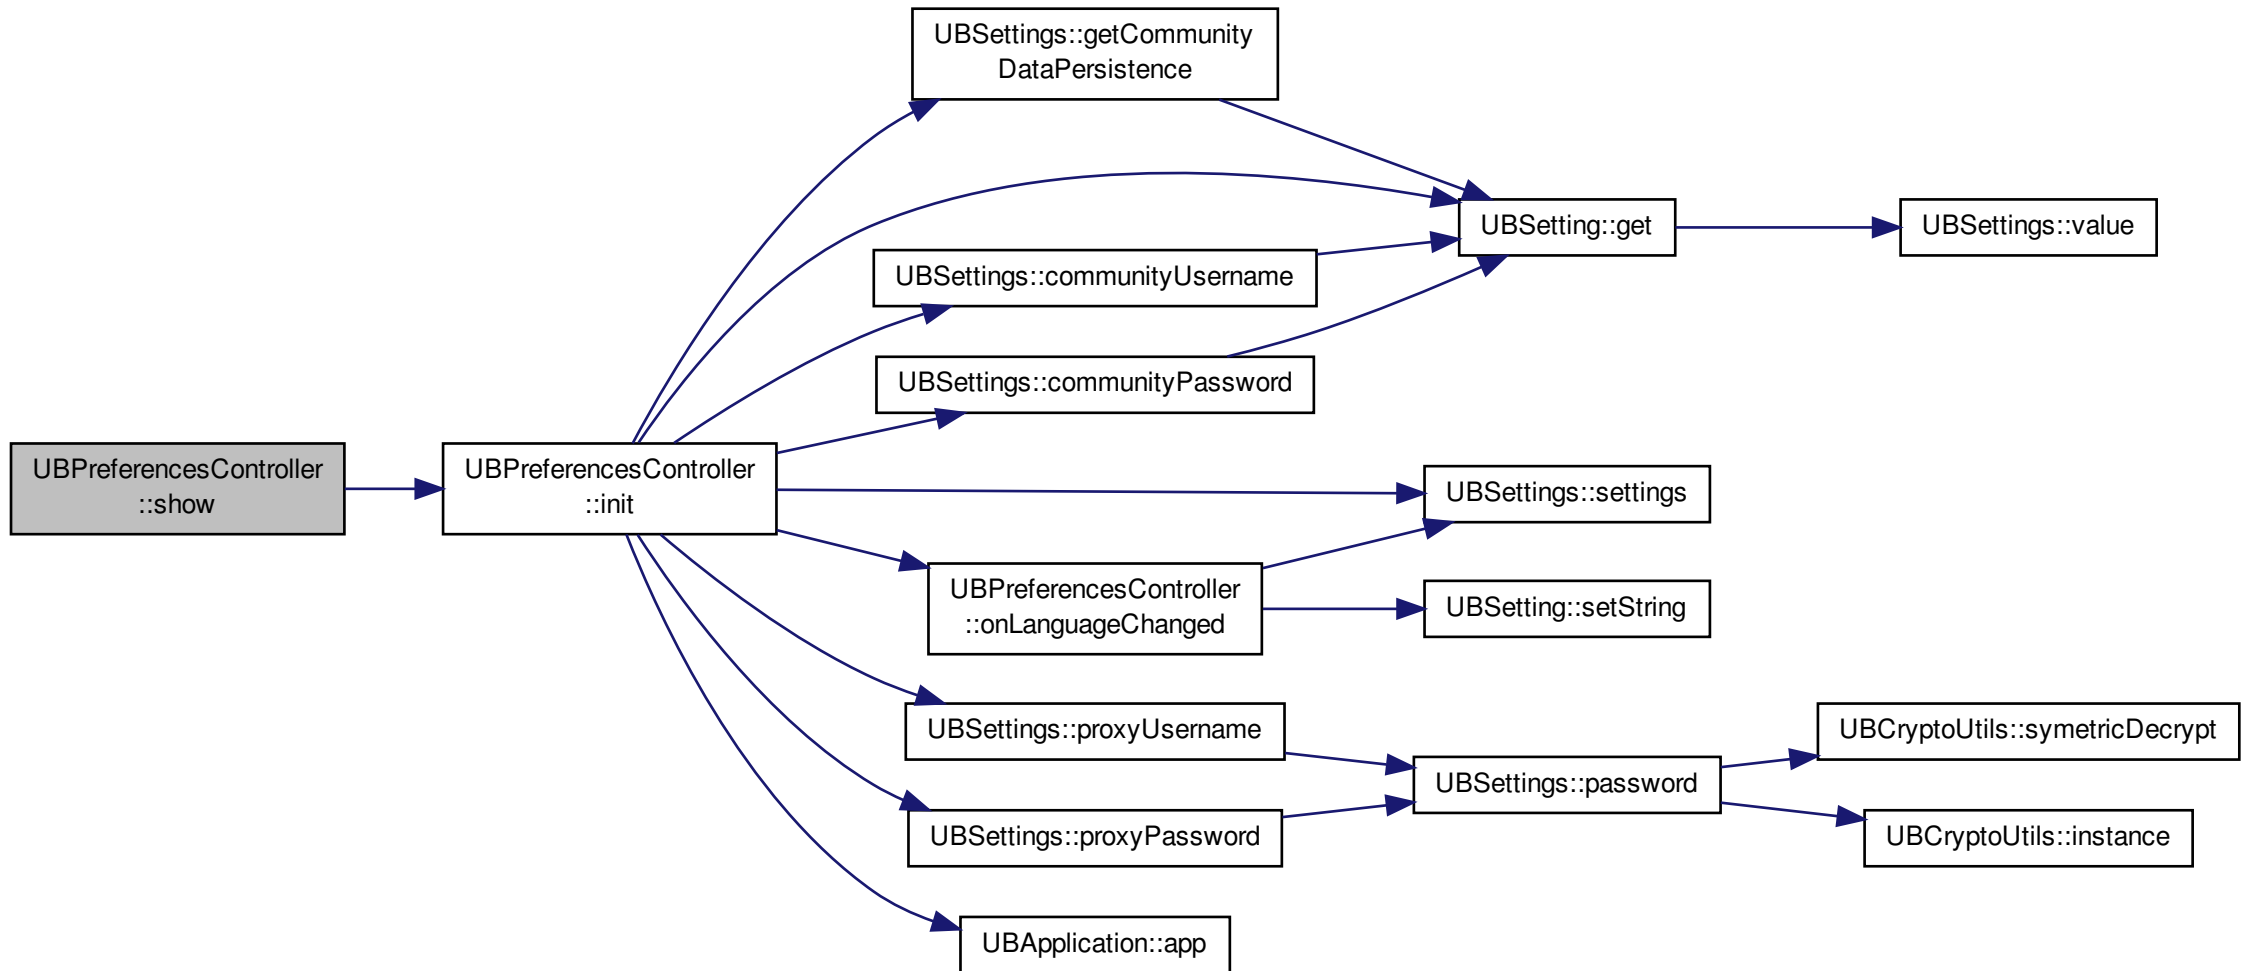 UBPreferencesController
::show
UBPreferencesController
::init
UBSettings::getCommunity
DataPersistence
UBSetting::get
UBSettings::value
UBSettings::communityUsername
UBSettings::communityPassword
UBSettings::settings
UBPreferencesController
::onLanguageChanged
UBSetting::setString
UBSettings::proxyUsername
UBSettings::password
UBCryptoUtils::symetricDecrypt
UBCryptoUtils::instance
UBSettings::proxyPassword
UBApplication::app